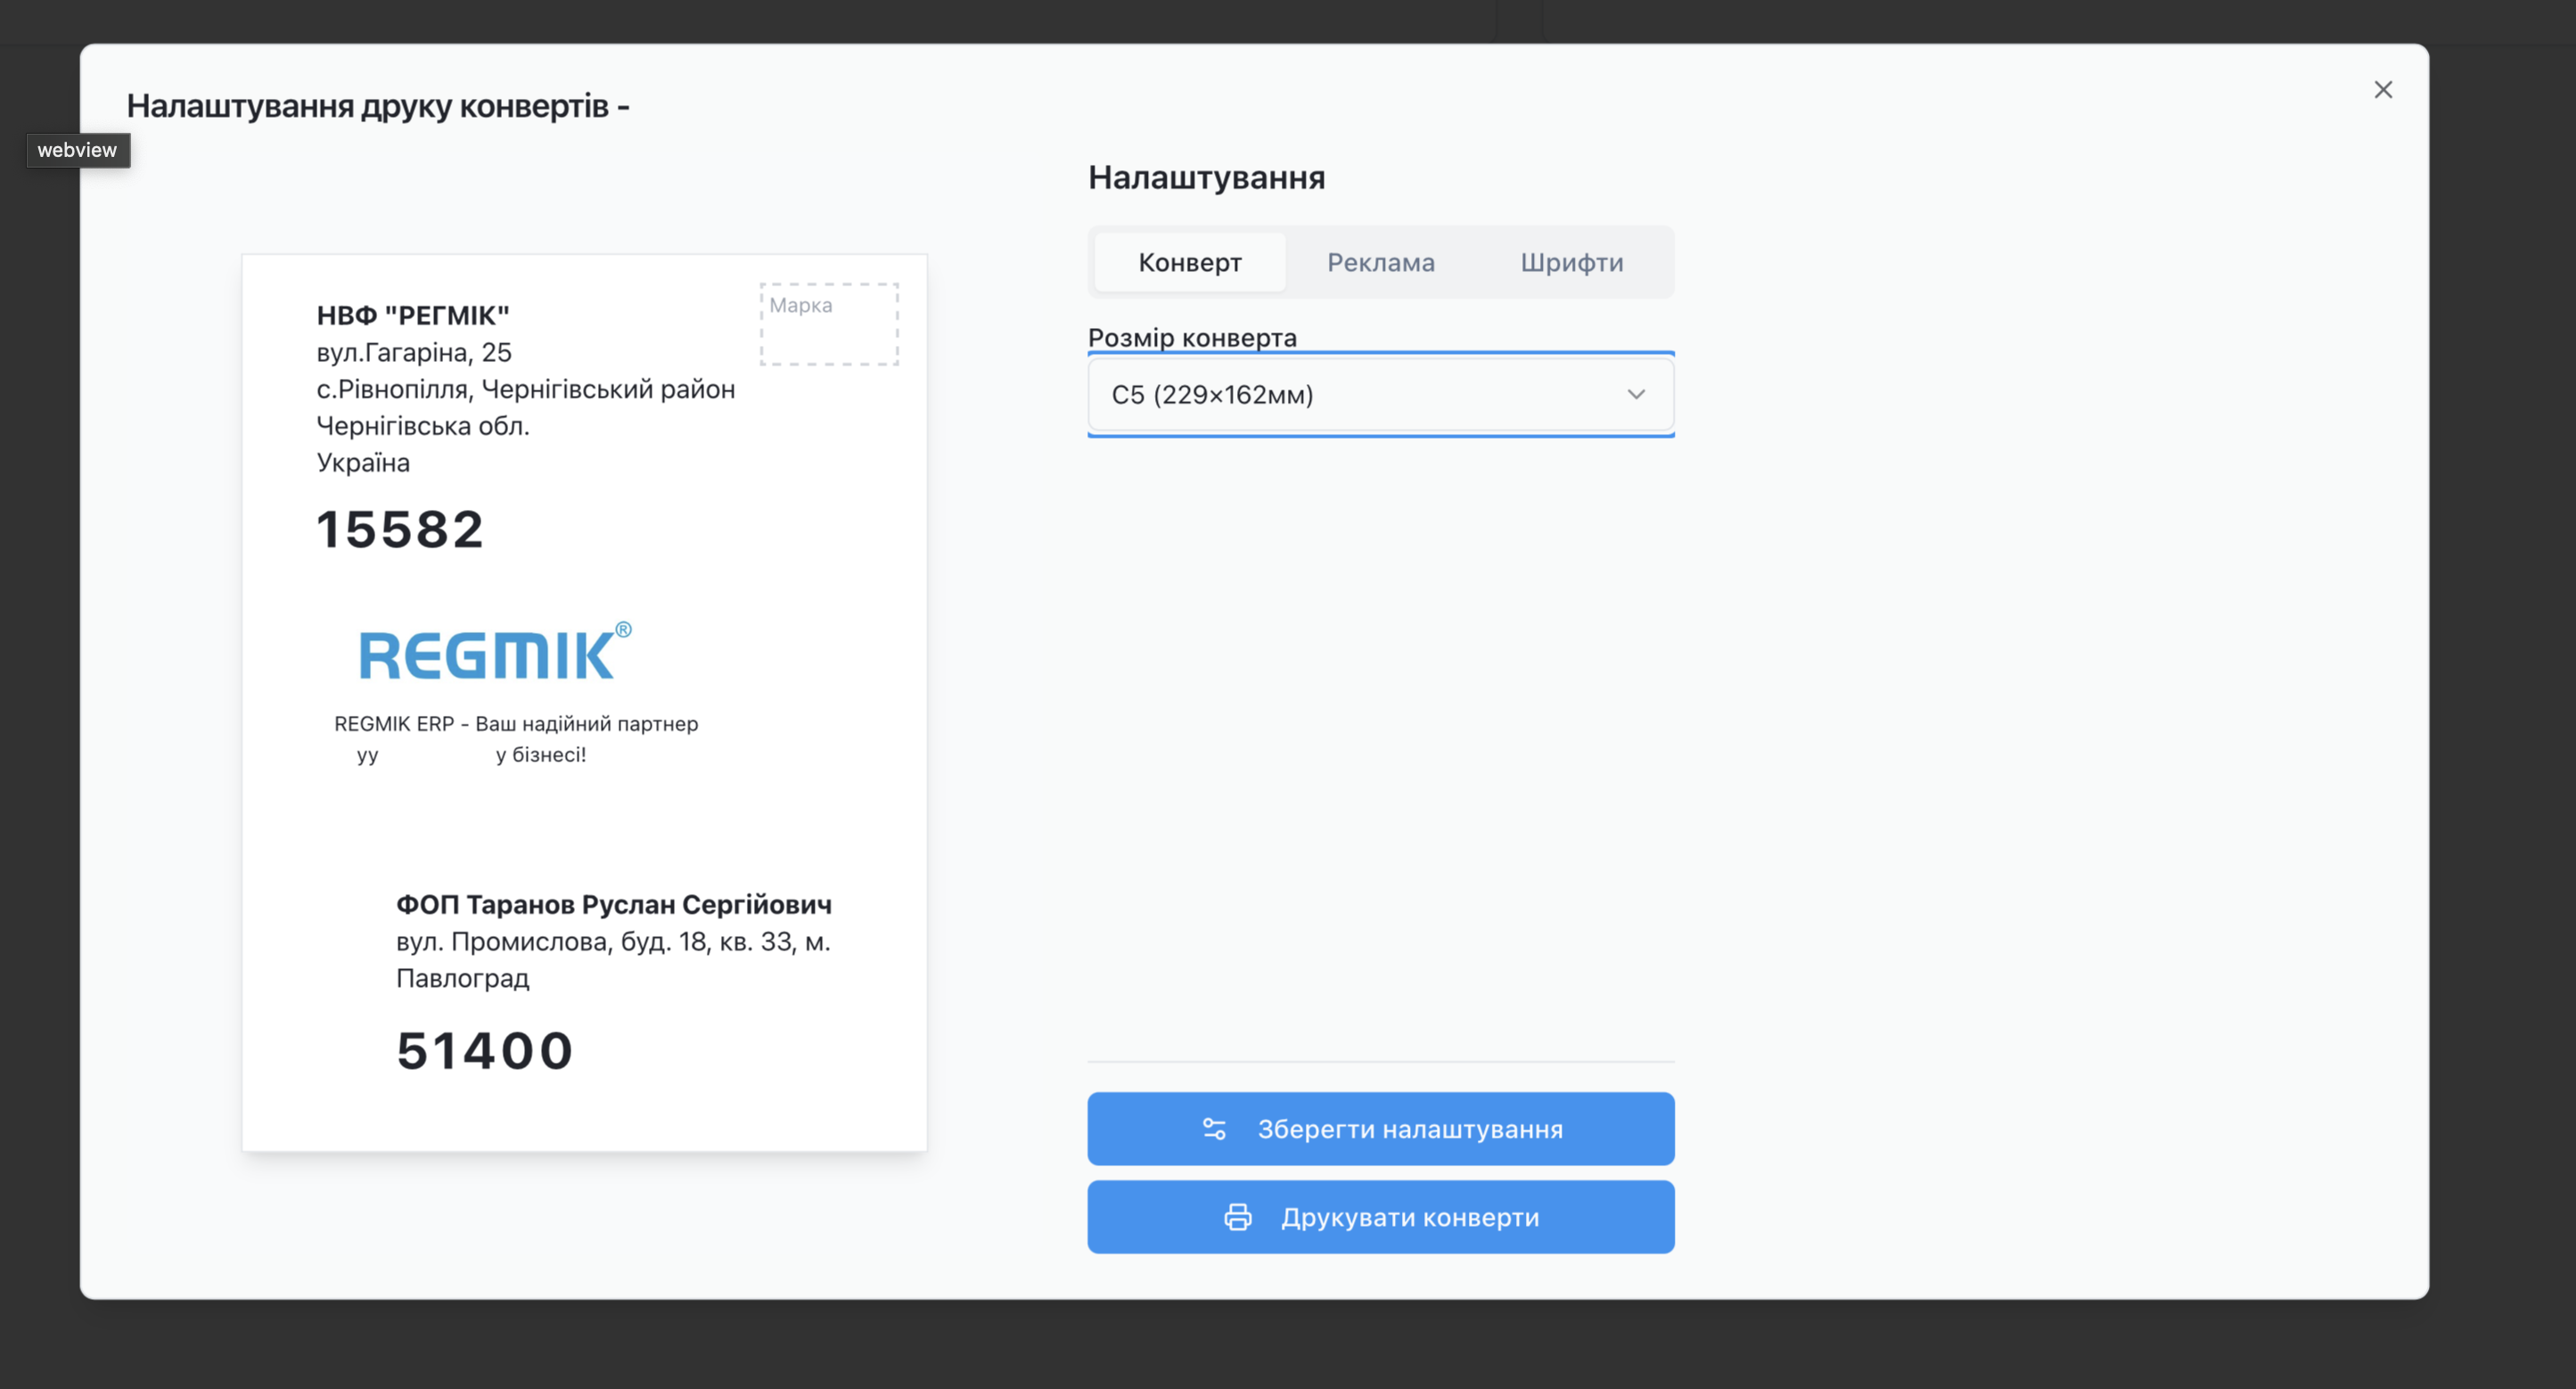 Налаштування друку конвертів -
webview
НВФ "РЕГМІК"
вул.Гагаріна, 25
с.Рівнопілля, Чернігівський район
Чернігівська обл.
Україна
15582
Марка
REGMIK®
REGMIK ERP - Ваш надійний партнер
уу у бізнесі!
ФОП Таранов Руслан Сергійович
вул. Промислова, буд. 18, кв. 33, м.
Павлоград
51400
Налаштування
Конверт Реклама Шрифти
Розмір конверта
C5 (229×162мм)
Зберегти налаштування
Друкувати конверти